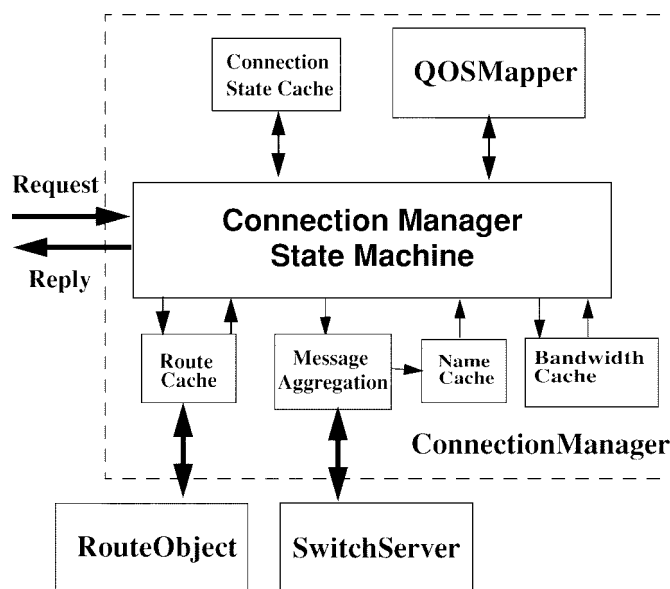 Connection
State Cache
QOSMapper
Request
Connection Manager
State Machine
Reply
Route
Cache
Message
Aggregation
Name
Cache
Bandwidth
Cache
ConnectionManager
RouteObject
SwitchServer